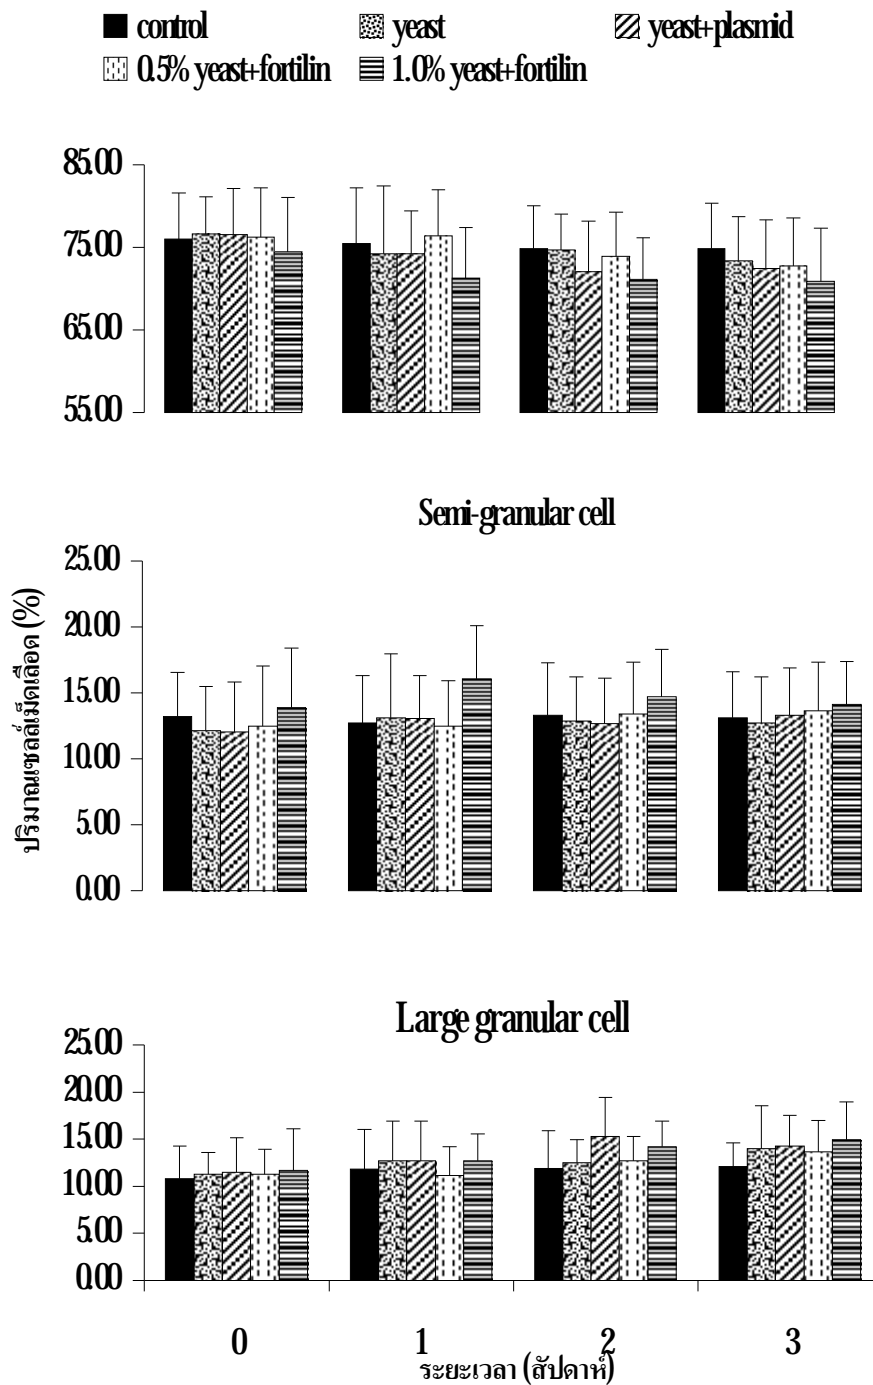 control yeast yeast+plasmid
0.5% yeast+fortilin 1.0% yeast+fortilin
85.00
75.00
65.00
55.00
Semi-granular cell
25.00
20.00
15.00
10.00
5.00
0.00
ปริมาณเซลล์เม็ดเลือด (%)
Large granular cell
25.00
20.00
15.00
10.00
5.00
0.00
0 1 2 3
ระยะเวลา (สัปดาห์)